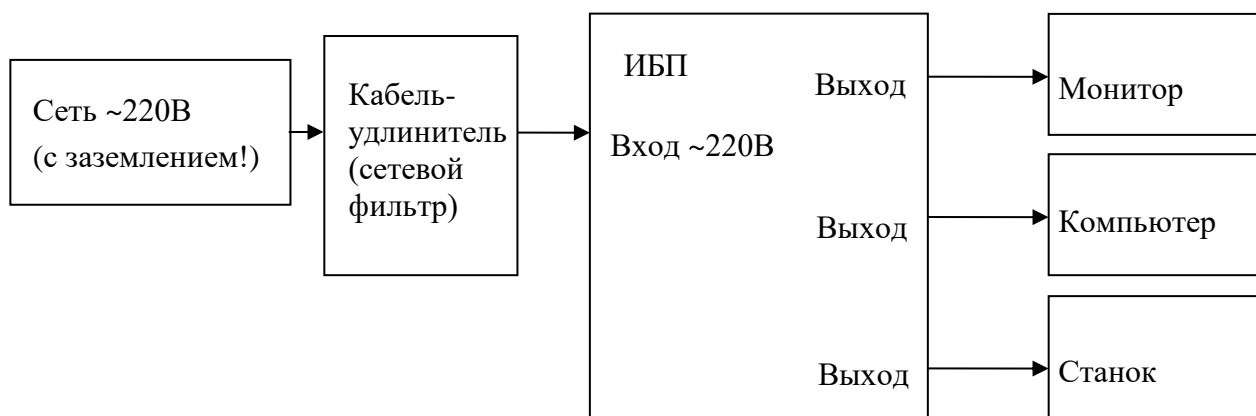 Сеть ~220В
(с заземлением!)
Кабель-
удлинитель
(сетевой
фильтр)
ИБП
Вход ~220В
Выход
Выход
Выход
Монитор
Компьютер
Станок